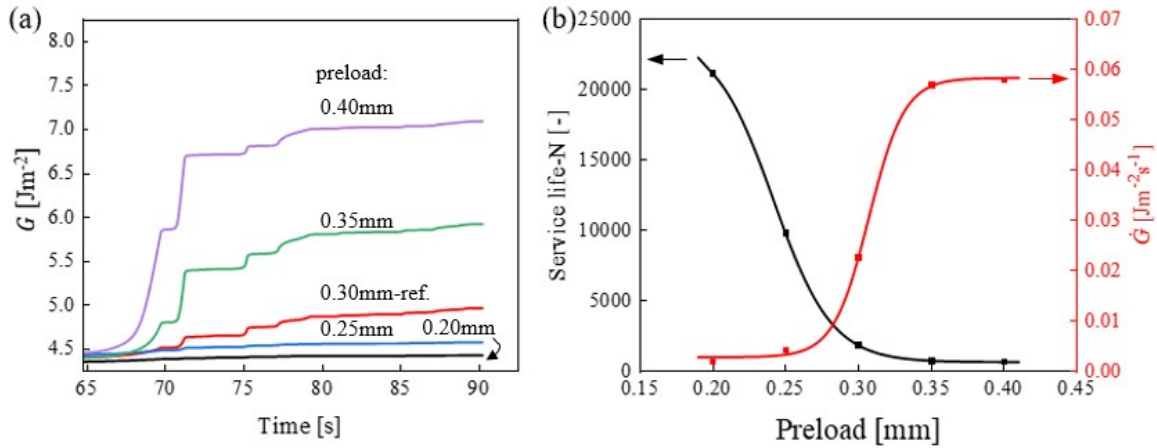 (a)
8.0
7.5
7.0
6.5
6.0
5.5
5.0
4.5
G [Jm⁻²]
preload:
0.40mm
0.35mm
0.30mm-ref.
0.25mm
0.20mm
65 70 75 80 85 90
Time [s]
(b)
25000
20000
15000
10000
5000
0
Service life-N [-]
0.07
0.06
0.05
0.04
0.03
0.02
0.01
0.00
Ġ [Jm⁻²s⁻¹]
0.15 0.20 0.25 0.30 0.35 0.40 0.45
Preload [mm]